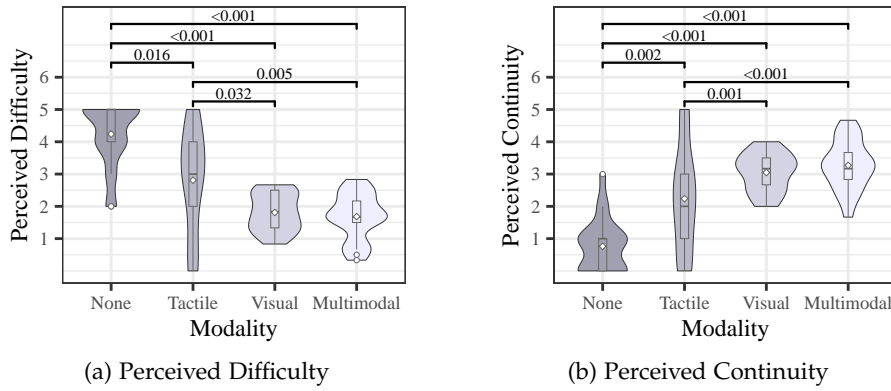 <0.001
<0.001
0.016
0.005
0.032
6
5
4
3
2
1
Perceived Difficulty
None Tactile Visual Multimodal
Modality
(a) Perceived Difficulty
<0.001
<0.001
0.002
<0.001
0.001
6
5
4
3
2
1
Perceived Continuity
None Tactile Visual Multimodal
Modality
(b) Perceived Continuity